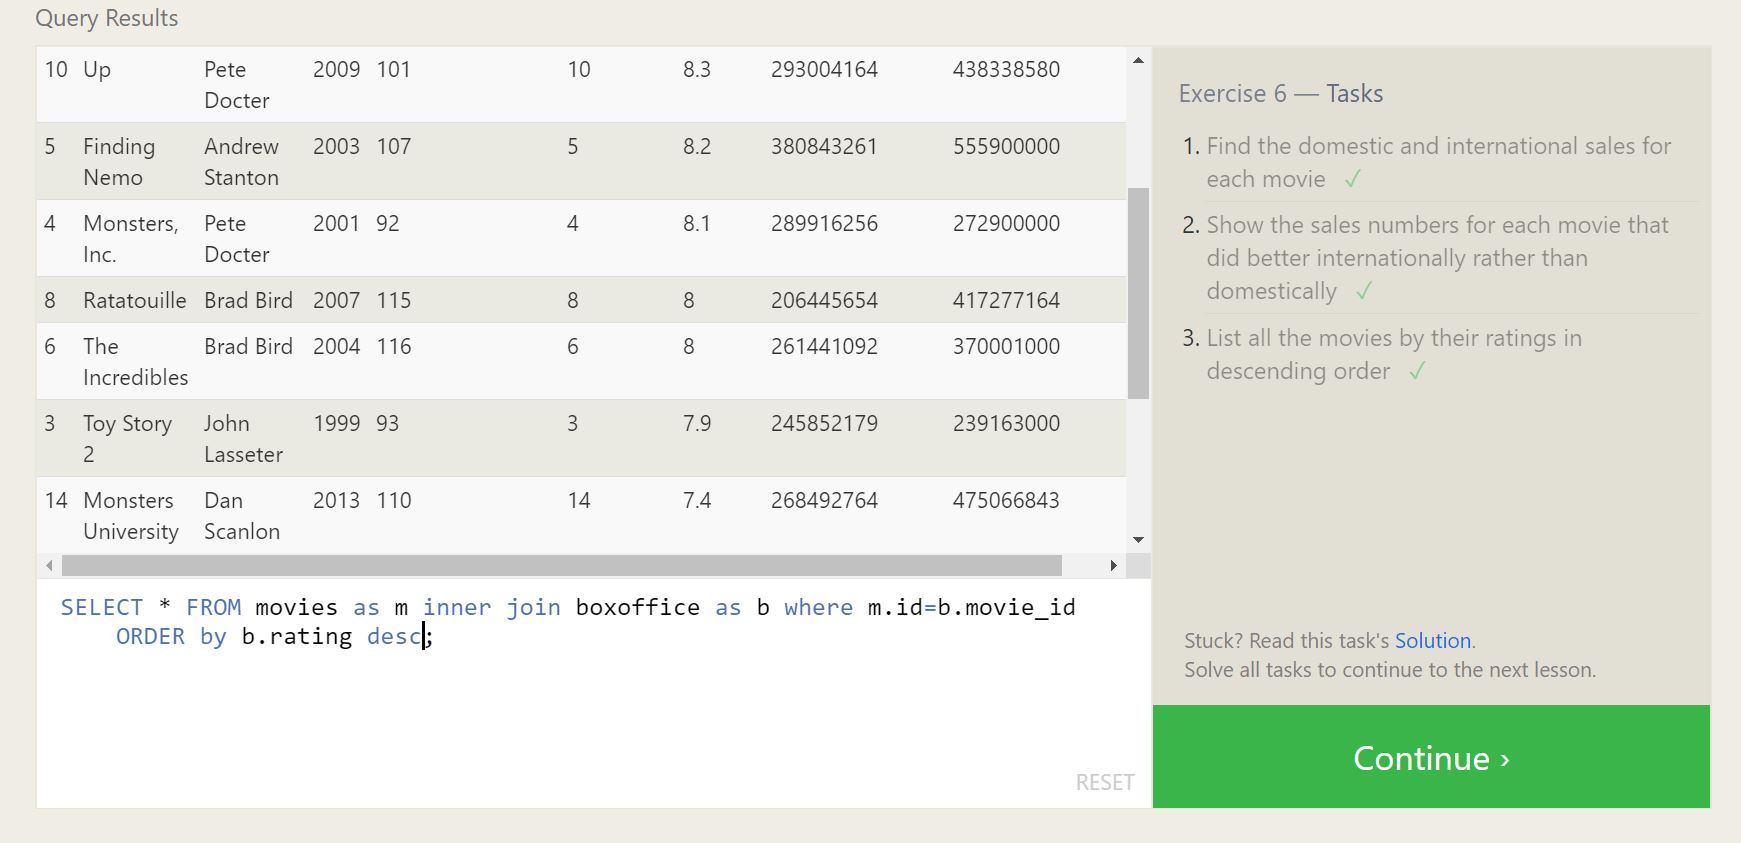 Query Results
10 Up Pete Docter 2009 101 10 8.3 293004164 438338580
5 Finding Nemo Andrew Stanton 2003 107 5 8.2 380843261 555900000
4 Monsters, Inc. Pete Docter 2001 92 4 8.1 289916256 272900000
8 Ratatouille Brad Bird 2007 115 8 8 206445654 417277164
6 The Incredibles Brad Bird 2004 116 6 8 261441092 370001000
3 Toy Story 2 John Lasseter 1999 93 3 7.9 245852179 239163000
14 Monsters University Dan Scanlon 2013 110 14 7.4 268492764 475066843
SELECT * FROM movies as m inner join boxoffice as b where m.id=b.movie_id
ORDER by b.rating desc;
RESET
Exercise 6 — Tasks
1. Find the domestic and international sales for
each movie ✓
2. Show the sales numbers for each movie that
did better internationally rather than
domestically ✓
3. List all the movies by their ratings in
descending order ✓
Stuck? Read this task's Solution.
Solve all tasks to continue to the next lesson.
Continue ›